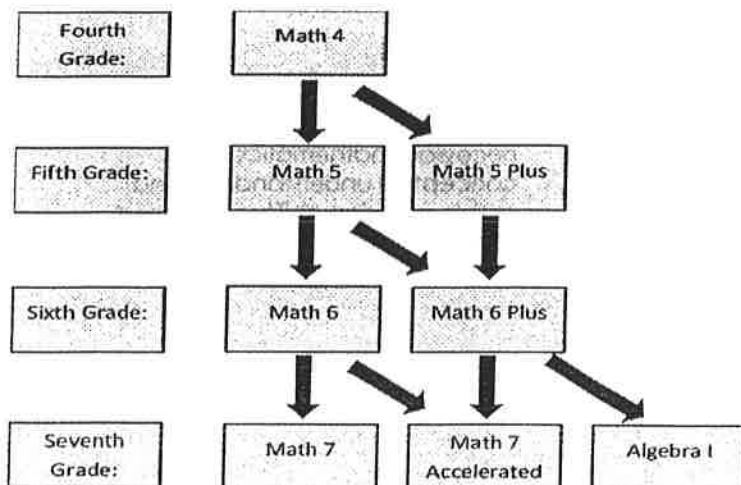 Fourth
Grade:
Math 4
Fifth Grade:
Math 5
Math 5 Plus
Sixth Grade:
Math 6
Math 6 Plus
Seventh
Grade:
Math 7
Math 7
Accelerated
Algebra I